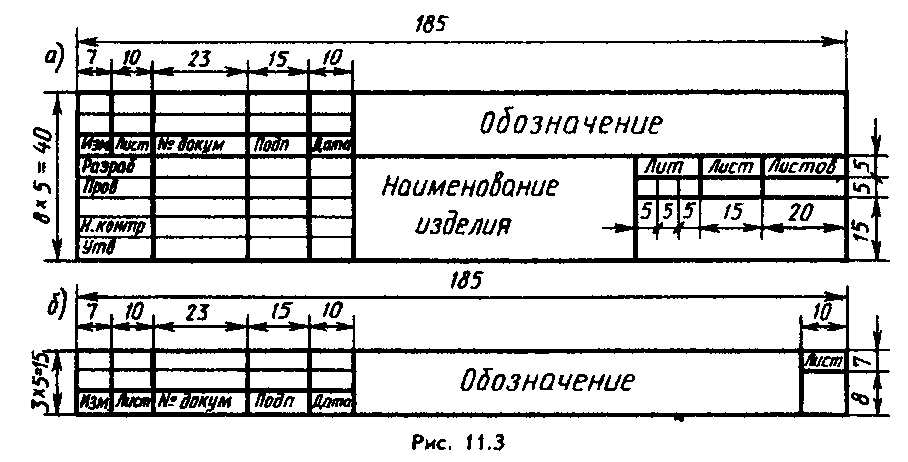 185
а) 7 10 23 15 10
8 × 5 = 40
Обозначение
Изм Лист № докум Подп Дата
Разраб
Пров
Н.контр
Утв
Наименование
изделия
Лит Лист Листов 5
5
5 5 5 15 20 15
185
б) 7 10 23 15 10 10
3×5=15
Обозначение
Лист 7
8
Изм Лист № докум Подп Дата
Рис. 11.3